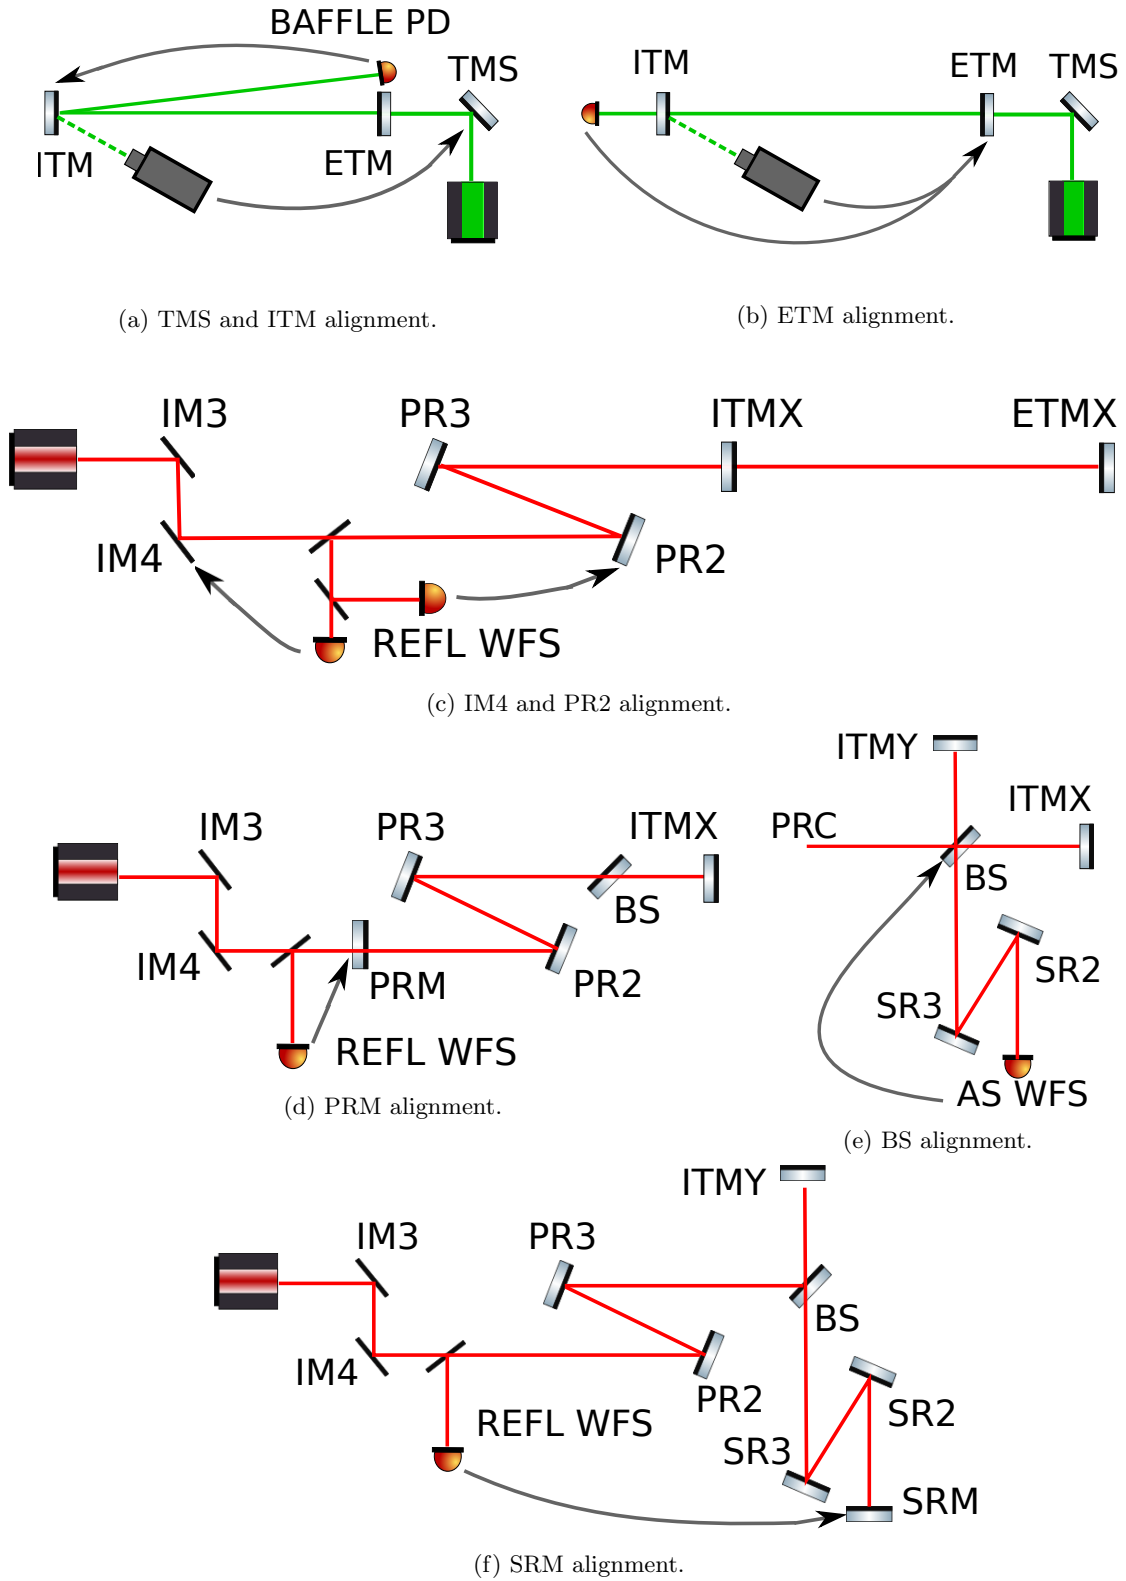 BAFFLE PD
TMS
ITM
ETM
(a) TMS and ITM alignment.
ITM
ETM
TMS
(b) ETM alignment.
IM3
PR3
ITMX
ETMX
IM4
PR2
REFL WFS
(c) IM4 and PR2 alignment.
IM3
PR3
ITMX
BS
IM4
PRM
PR2
REFL WFS
(d) PRM alignment.
ITMY
ITMX
PRC
BS
SR2
SR3
AS WFS
(e) BS alignment.
ITMY
IM3
PR3
BS
IM4
PR2
REFL WFS
SR2
SR3
SRM
(f) SRM alignment.